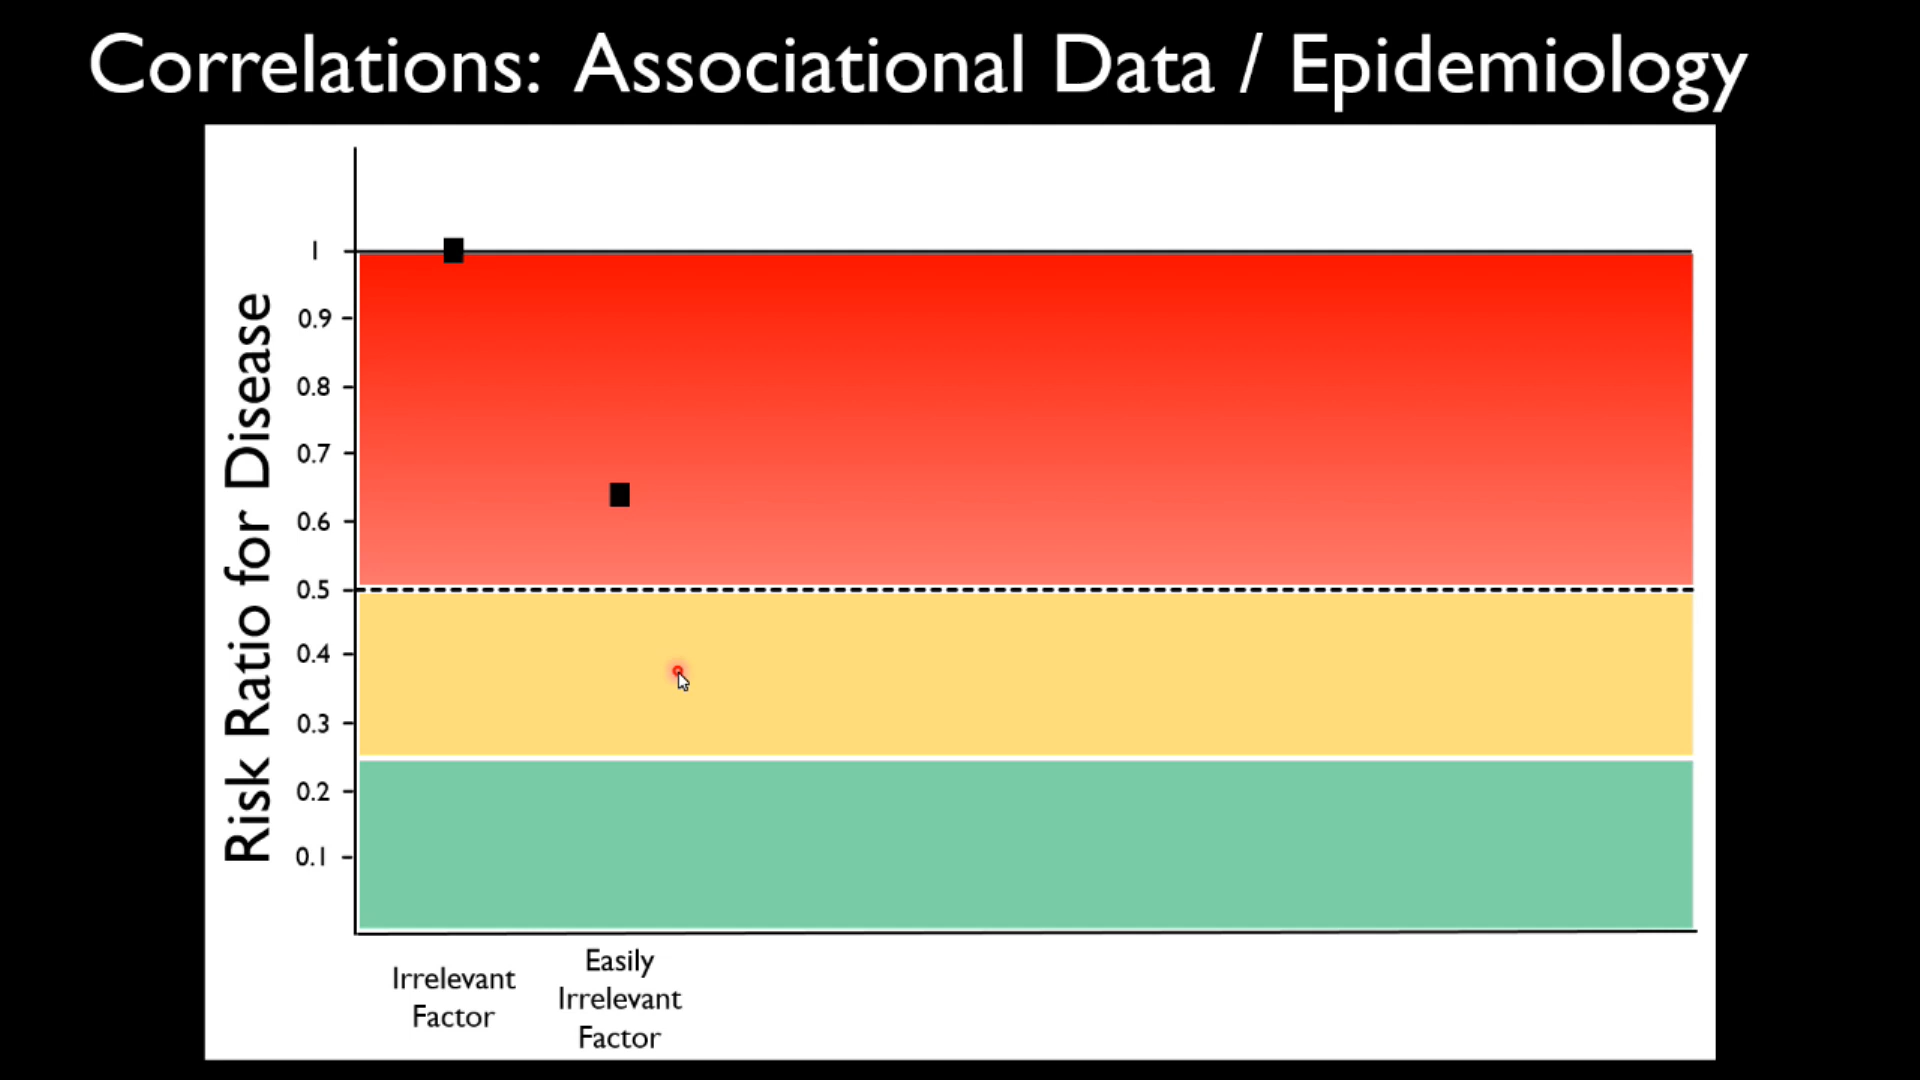 Correlations: Associational Data / Epidemiology
Risk Ratio for Disease
1
0.9
0.8
0.7
0.6
0.5
0.4
0.3
0.2
0.1
Irrelevant
Factor
Easily
Irrelevant
Factor